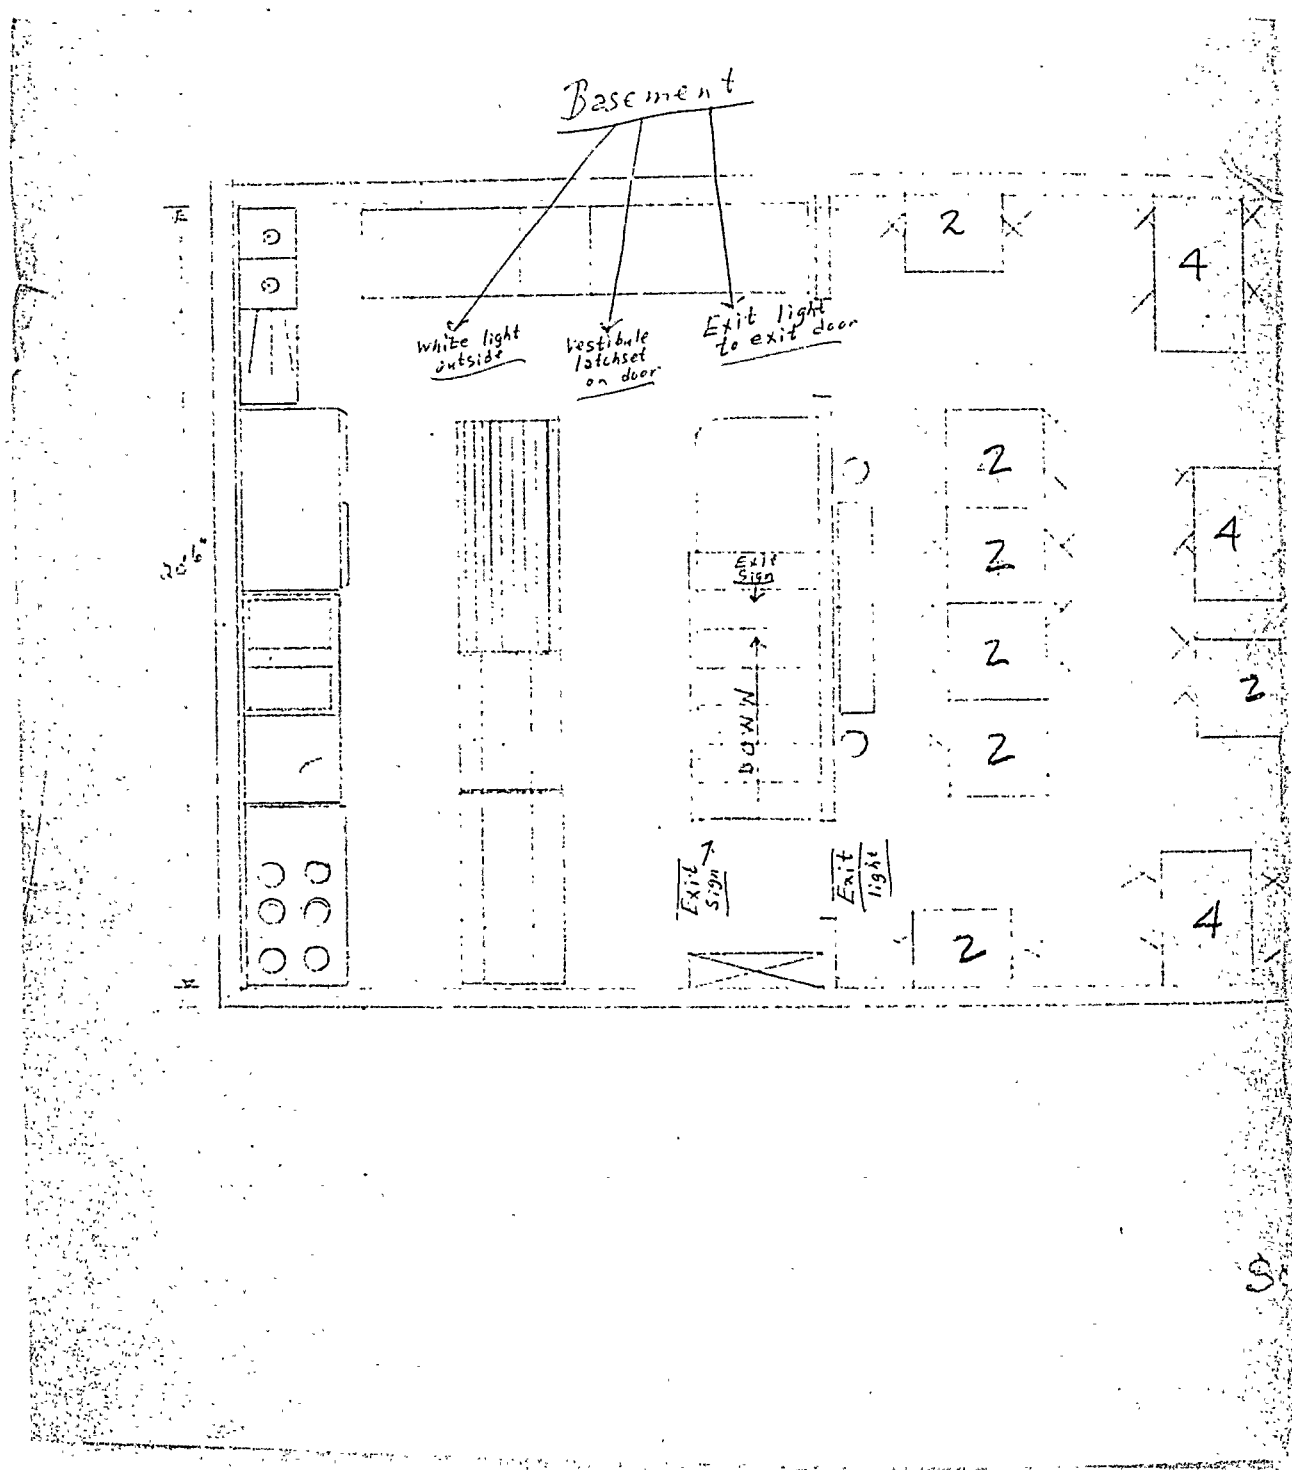 Basement
White light
outside
Vestibule
latchset
on door
Exit light
to exit door
2
4
20'-6"
2
2
2
2
4
2
Exit
Sign
DOWN
Exit
Sign
Exit
light
2
4